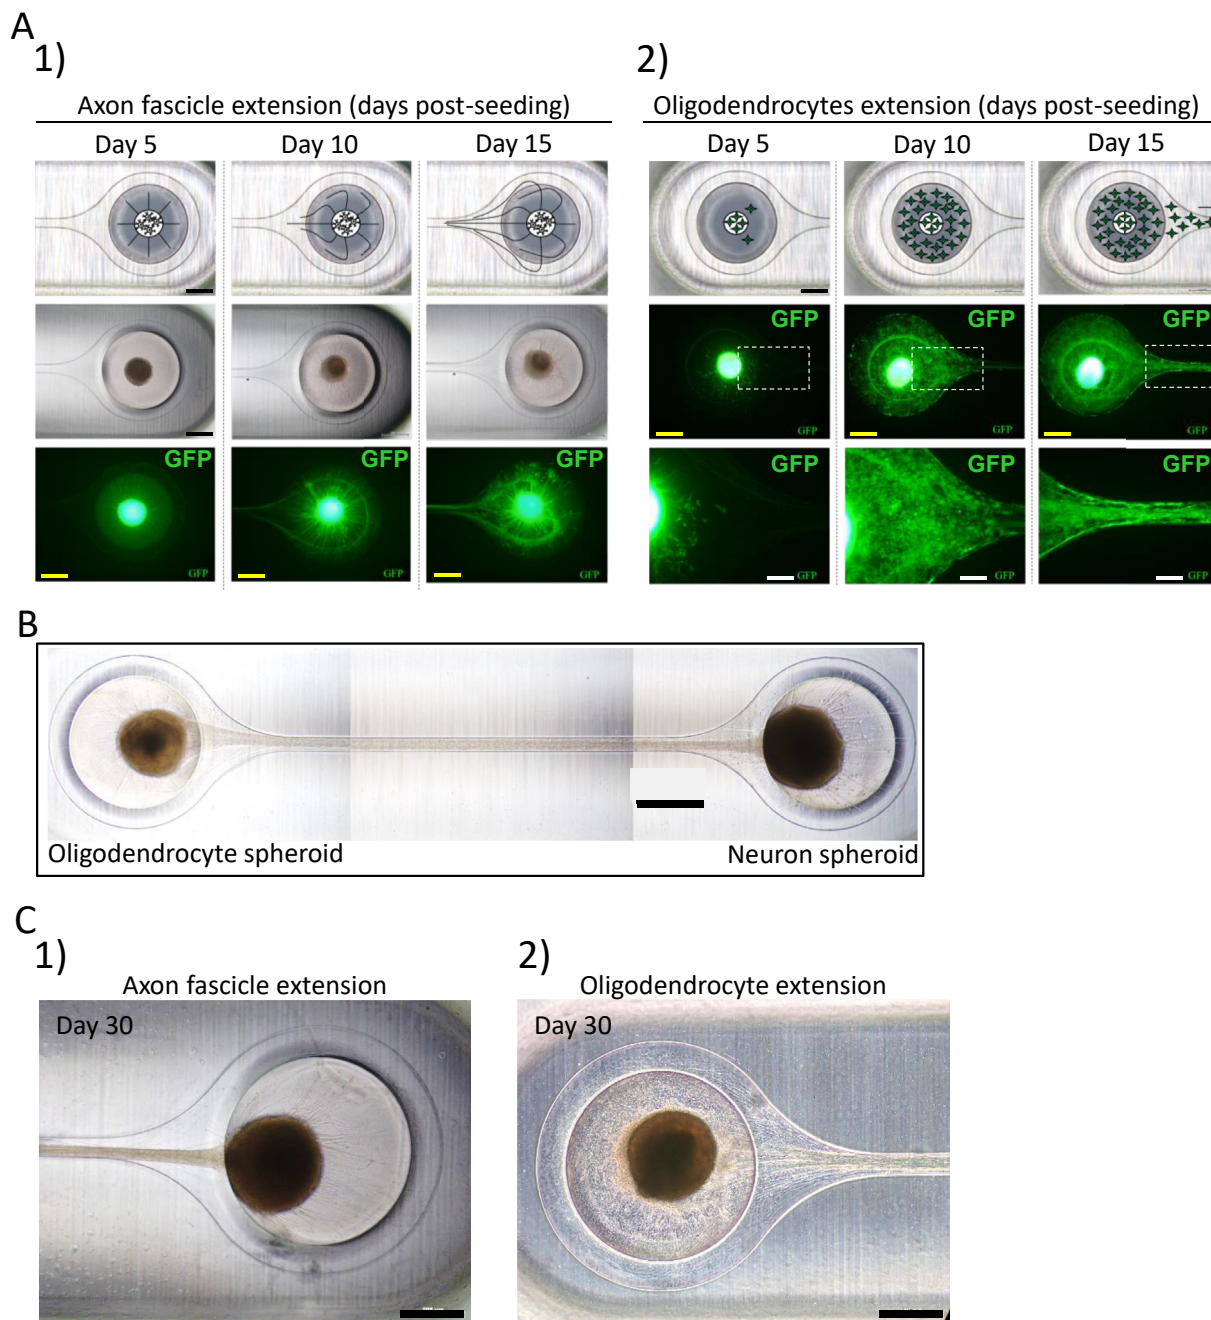 A
1)
Axon fascicle extension (days post-seeding)
Day 5
Day 10
Day 15
GFP
GFP
GFP
GFP
GFP
GFP
2)
Oligodendrocytes extension (days post-seeding)
Day 5
Day 10
Day 15
GFP
GFP
GFP
GFP
GFP
GFP
GFP
GFP
GFP
GFP
GFP
GFP
B
Oligodendrocyte spheroid
Neuron spheroid
C
1)
Axon fascicle extension
Day 30
2)
Oligodendrocyte extension
Day 30